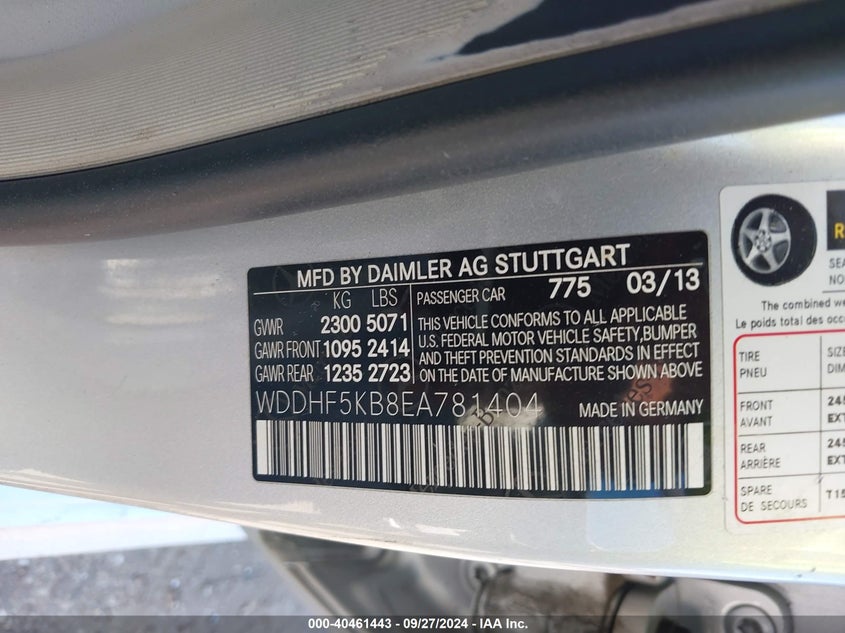 MFD BY DAIMLER AG STUTTGART
KG LBS
GVWR 2300 5071
GAWR FRONT 1095 2414
GAWR REAR 1235 2723
PASSENGER CAR 775 03/13
THIS VEHICLE CONFORMS TO ALL APPLICABLE
U.S. FEDERAL MOTOR VEHICLE SAFETY, BUMPER
AND THEFT PREVENTION STANDARDS IN EFFECT
ON THE DATE OF MANUFACTURE SHOWN ABOVE
WDDHF5KB8EA781404 MADE IN GERMANY
The combined
Le poids total des
TIRE
PNEU
FRONT
AVANT
REAR
ARRIÈRE
SPARE
DE SECOURS
000-40461443 - 09/27/2024 - IAA Inc.